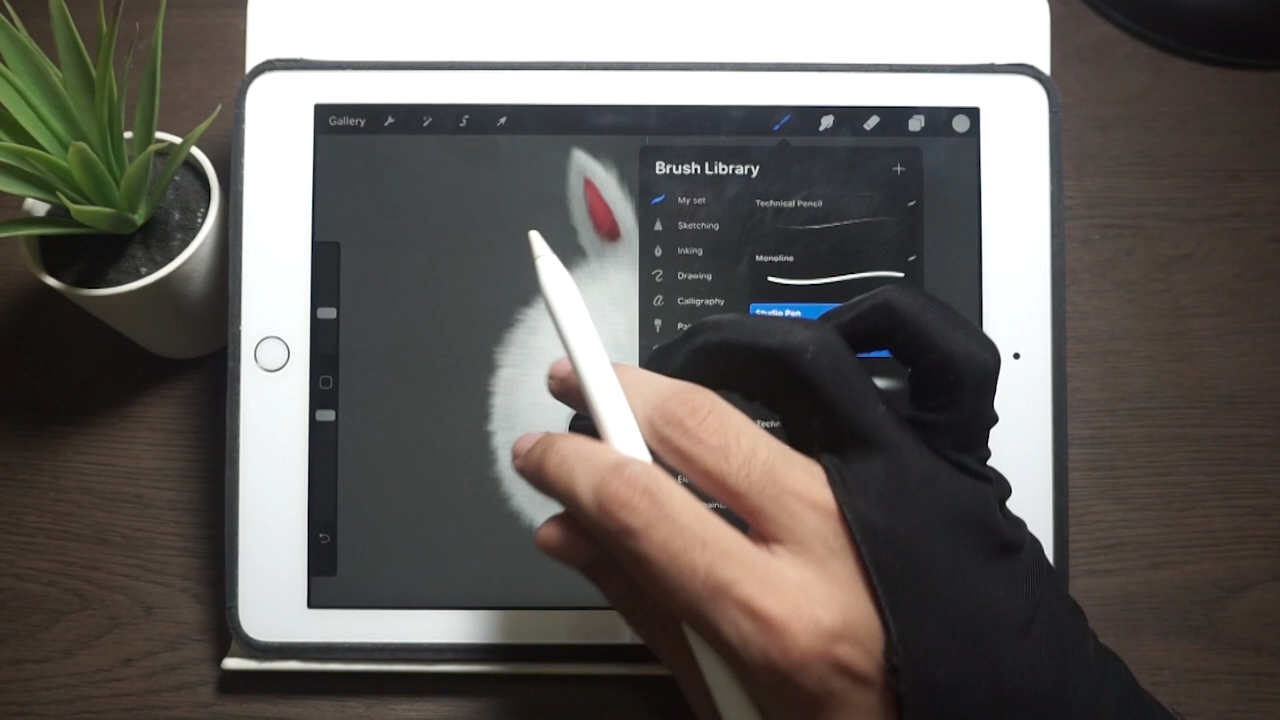 Gallery
Brush Library
My set
Technical Pencil
Sketching
Inking
Monoline
Drawing
Calligraphy
Studio Pen